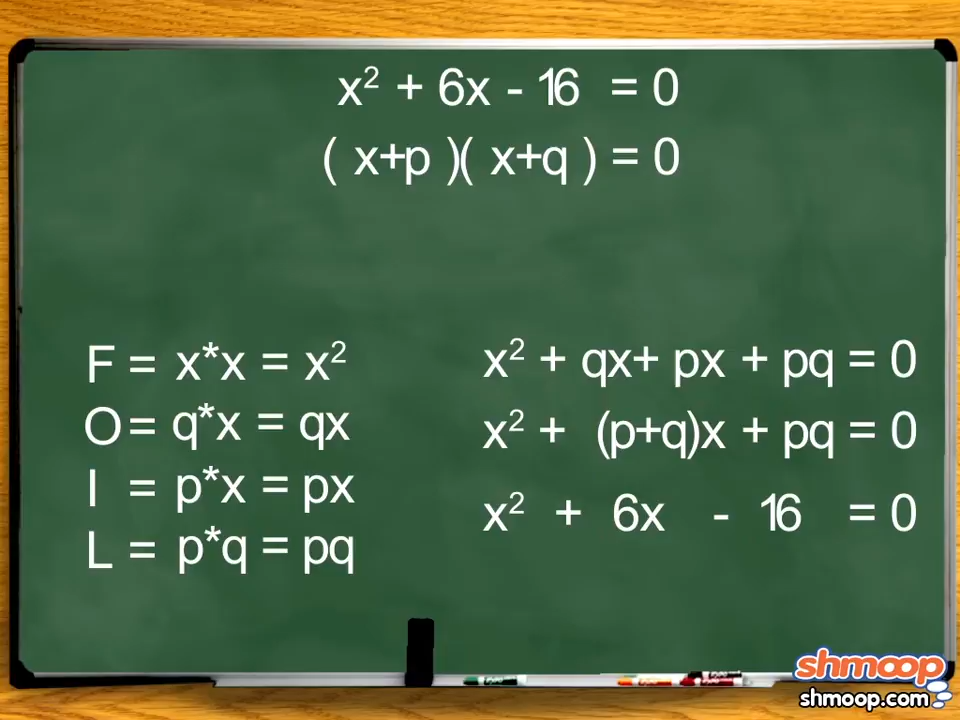 x² + 6x - 16 = 0
( x+p )( x+q ) = 0
F = x*x = x²
O = q*x = qx
I = p*x = px
L = p*q = pq
x² + qx+ px + pq = 0
x² + (p+q)x + pq = 0
x² + 6x - 16 = 0
shmoop
shmoop.com